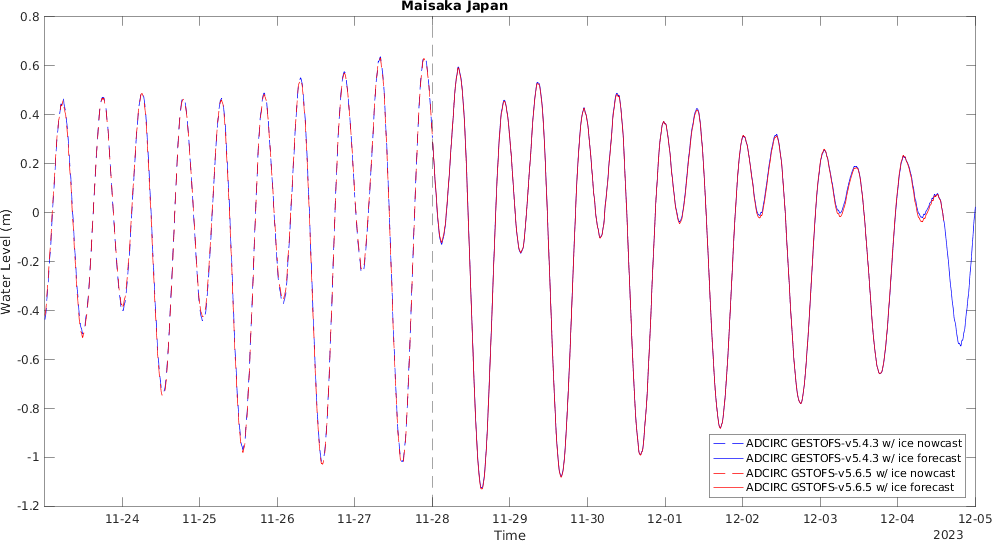 Maisaka Japan
0.8
0.6
0.4
0.2
0
-0.2
-0.4
-0.6
-0.8
-1
-1.2
Water Level (m)
11-24 11-25 11-26 11-27 11-28 11-29 11-30 12-01 12-02 12-03 12-04 12-05
Time
2023
ADCIRC GESTOFS-v5.4.3 w/ ice nowcast
ADCIRC GESTOFS-v5.4.3 w/ ice forecast
ADCIRC GSTOFS-v5.6.5 w/ ice nowcast
ADCIRC GSTOFS-v5.6.5 w/ ice forecast